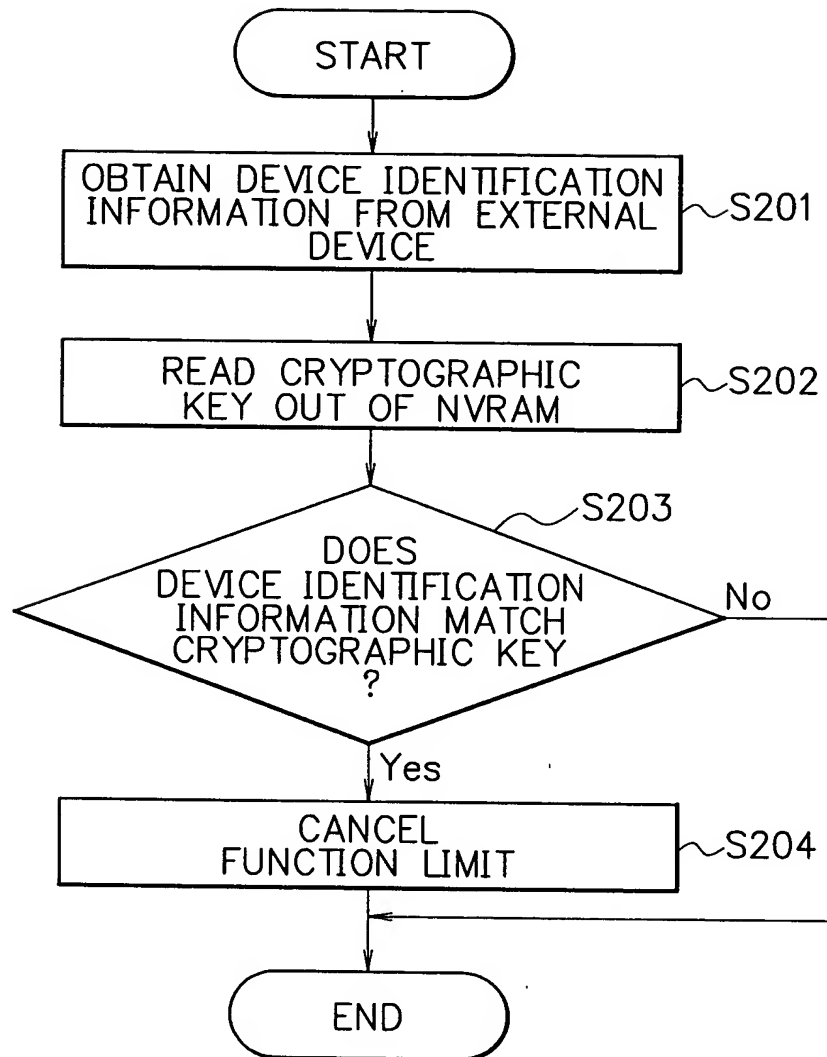 START
OBTAIN DEVICE IDENTIFICATION
INFORMATION FROM EXTERNAL
DEVICE
S201
READ CRYPTOGRAPHIC
KEY OUT OF NVRAM
S202
S203
DOES
DEVICE IDENTIFICATION
INFORMATION MATCH
CRYPTOGRAPHIC KEY
?
No
Yes
CANCEL
FUNCTION LIMIT
S204
END